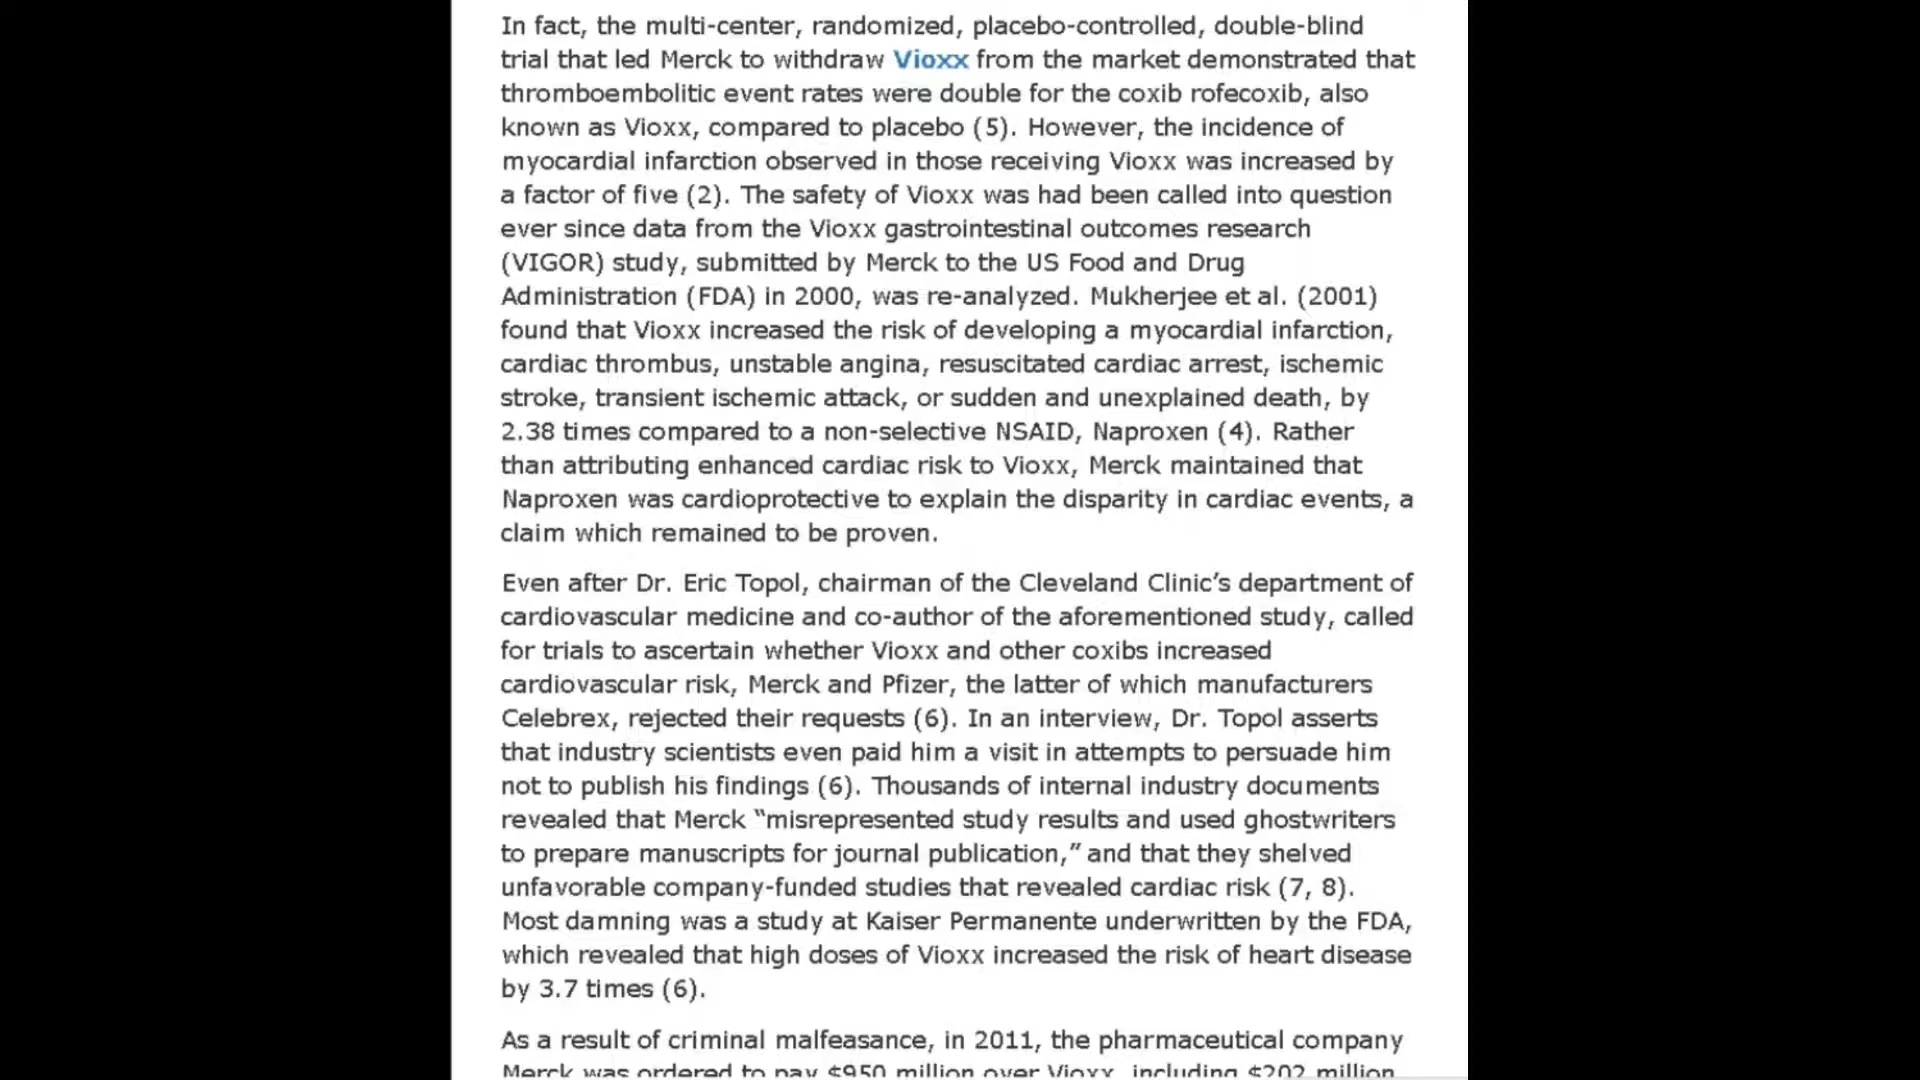 In fact, the multi-center, randomized, placebo-controlled, double-blind
trial that led Merck to withdraw Vioxx from the market demonstrated that
thromboembolitic event rates were double for the coxib rofecoxib, also
known as Vioxx, compared to placebo (5). However, the incidence of
myocardial infarction observed in those receiving Vioxx was increased by
a factor of five (2). The safety of Vioxx was had been called into question
ever since data from the Vioxx gastrointestinal outcomes research
(VIGOR) study, submitted by Merck to the US Food and Drug
Administration (FDA) in 2000, was re-analyzed. Mukherjee et al. (2001)
found that Vioxx increased the risk of developing a myocardial infarction,
cardiac thrombus, unstable angina, resuscitated cardiac arrest, ischemic
stroke, transient ischemic attack, or sudden and unexplained death, by
2.38 times compared to a non-selective NSAID, Naproxen (4). Rather
than attributing enhanced cardiac risk to Vioxx, Merck maintained that
Naproxen was cardioprotective to explain the disparity in cardiac events, a
claim which remained to be proven.
Even after Dr. Eric Topol, chairman of the Cleveland Clinic’s department of
cardiovascular medicine and co-author of the aforementioned study, called
for trials to ascertain whether Vioxx and other coxibs increased
cardiovascular risk, Merck and Pfizer, the latter of which manufacturers
Celebrex, rejected their requests (6). In an interview, Dr. Topol asserts
that industry scientists even paid him a visit in attempts to persuade him
not to publish his findings (6). Thousands of internal industry documents
revealed that Merck “misrepresented study results and used ghostwriters
to prepare manuscripts for journal publication,” and that they shelved
unfavorable company-funded studies that revealed cardiac risk (7, 8).
Most damning was a study at Kaiser Permanente underwritten by the FDA,
which revealed that high doses of Vioxx increased the risk of heart disease
by 3.7 times (6).
As a result of criminal malfeasance, in 2011, the pharmaceutical company
Merck was ordered to pay $950 million over Vioxx, including $202 million